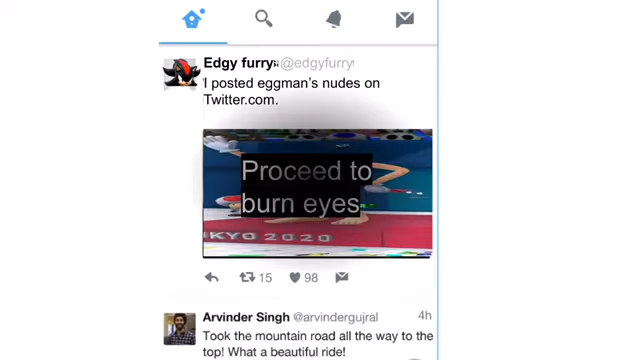 Edgy furry @edgyfurry
I posted eggman's nudes on
Twitter.com.
Proceed to
burn eyes
KYO 2020
15
98
Arvinder Singh @arvindergujral 4h
Took the mountain road all the way to the
top! What a beautiful ride!